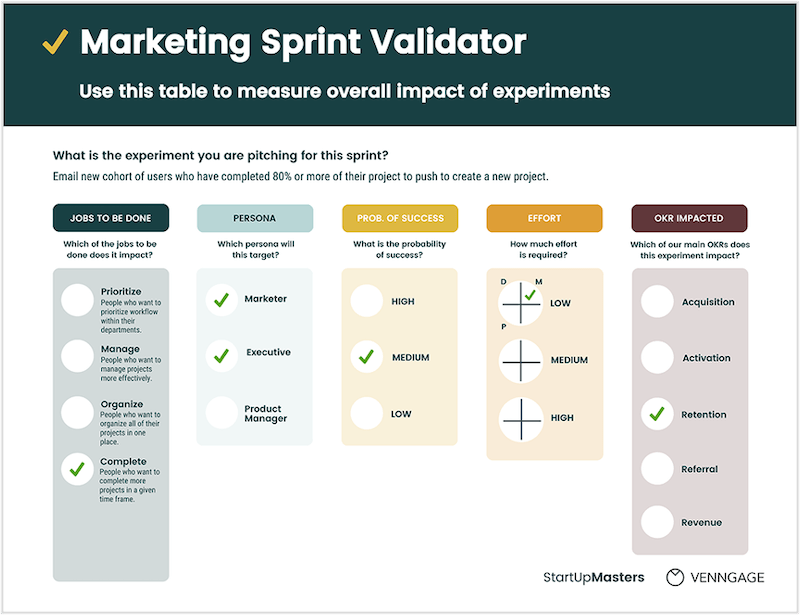 Marketing Sprint Validator
Use this table to measure overall impact of experiments
What is the experiment you are pitching for this sprint?
Email new cohort of users who have completed 80% or more of their project to push to create a new project.
JOBS TO BE DONE
Which of the jobs to be
done does it impact?
Prioritize
People who want to
prioritize workflow
within their
departments.
Manage
People who want to
manage projects
more effectively.
Organize
People who want to
organize all of their
projects in one
place.
Complete
People who want to
complete more
projects in a given
time frame.
PERSONA
Which persona will
this target?
Marketer
Executive
Product
Manager
PROB. OF SUCCESS
What is the probability
of success?
HIGH
MEDIUM
LOW
EFFORT
How much effort
is required?
D M
LOW
P
MEDIUM
HIGH
OKR IMPACTED
Which of our main OKRs does
this experiment impact?
Acquisition
Activation
Retention
Referral
Revenue
StartUpMasters
VENNGAGE